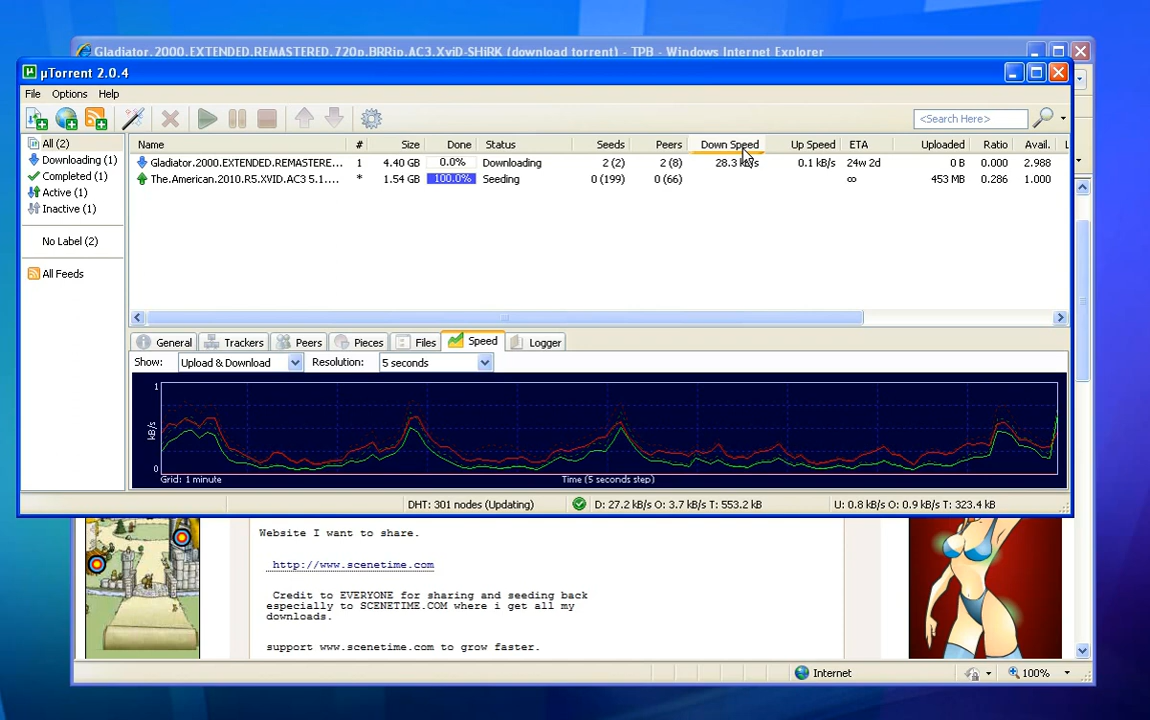 Gladiator.2000.EXTENDED.REMASTERED.720p.BRRip.AC3.XviD-SHiRK (download torrent) - TPB - Windows Internet Explorer
µTorrent 2.0.4
File Options Help
<Search Here>
All (2)
Downloading (1)
Completed (1)
Active (1)
Inactive (1)
No Label (2)
All Feeds
Name # Size Done Status Seeds Peers Down Speed Up Speed ETA Uploaded Ratio Avail. L
Gladiator.2000.EXTENDED.REMASTERE... 1 4.40 GB 0.0% Downloading 2 (2) 2 (8) 28.3 kB/s 0.1 kB/s 24w 2d 0 B 0.000 2.988
The.American.2010.R5.XVID.AC3 5.1.... * 1.54 GB 100.0% Seeding 0 (199) 0 (66) ∞ 453 MB 0.286 1.000
General Trackers Peers Pieces Files Speed Logger
Show: Upload & Download Resolution: 5 seconds
1
kB/s
0
Grid: 1 minute Time (5 seconds step)
DHT: 301 nodes (Updating) D: 27.2 kB/s O: 3.7 kB/s T: 553.2 kB U: 0.8 kB/s O: 0.9 kB/s T: 323.4 kB
Website I want to share.
http://www.scenetime.com
Credit to EVERYONE for sharing and seeding back
especially to SCENETIME.COM where i get all my
downloads.
support www.scenetime.com to grow faster.
Internet 100%